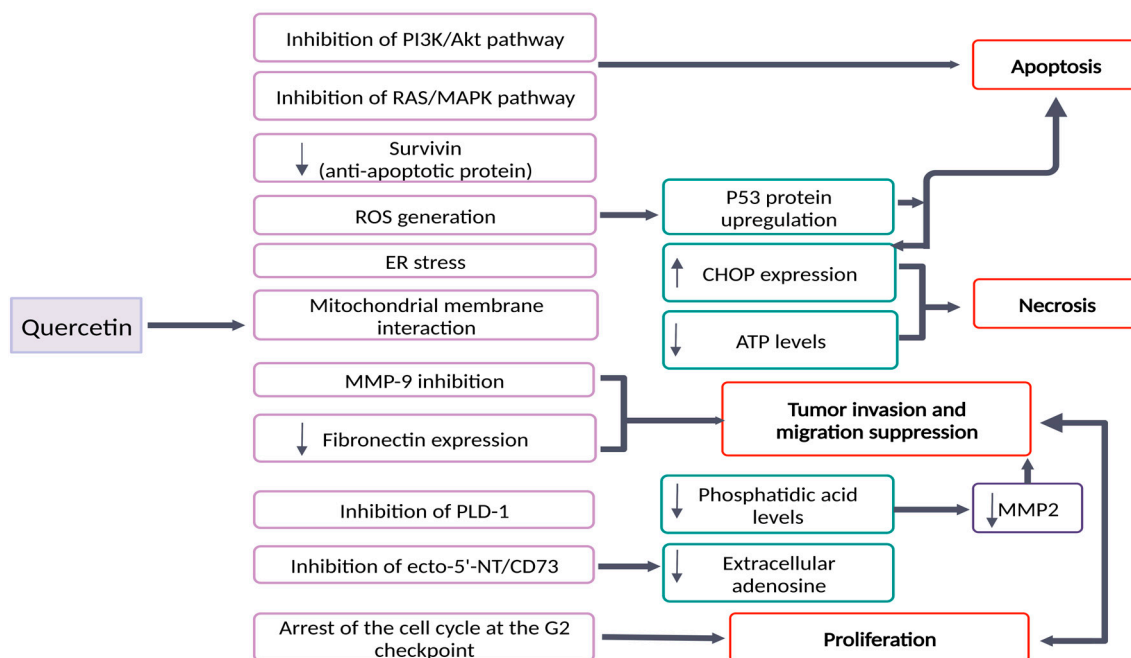 Inhibition of PI3K/Akt pathway
Apoptosis
Inhibition of RAS/MAPK pathway
Survivin
(anti-apoptotic protein)
P53 protein
upregulation
ROS generation
ER stress
CHOP expression
Quercetin
Mitochondrial membrane
interaction
Necrosis
ATP levels
MMP-9 inhibition
Tumor invasion and
migration suppression
Fibronectin expression
Inhibition of PLD-1
Phosphatidic acid
levels
MMP2
Inhibition of ecto-5'-NT/CD73
Extracellular
adenosine
Arrest of the cell cycle at the G2
checkpoint
Proliferation